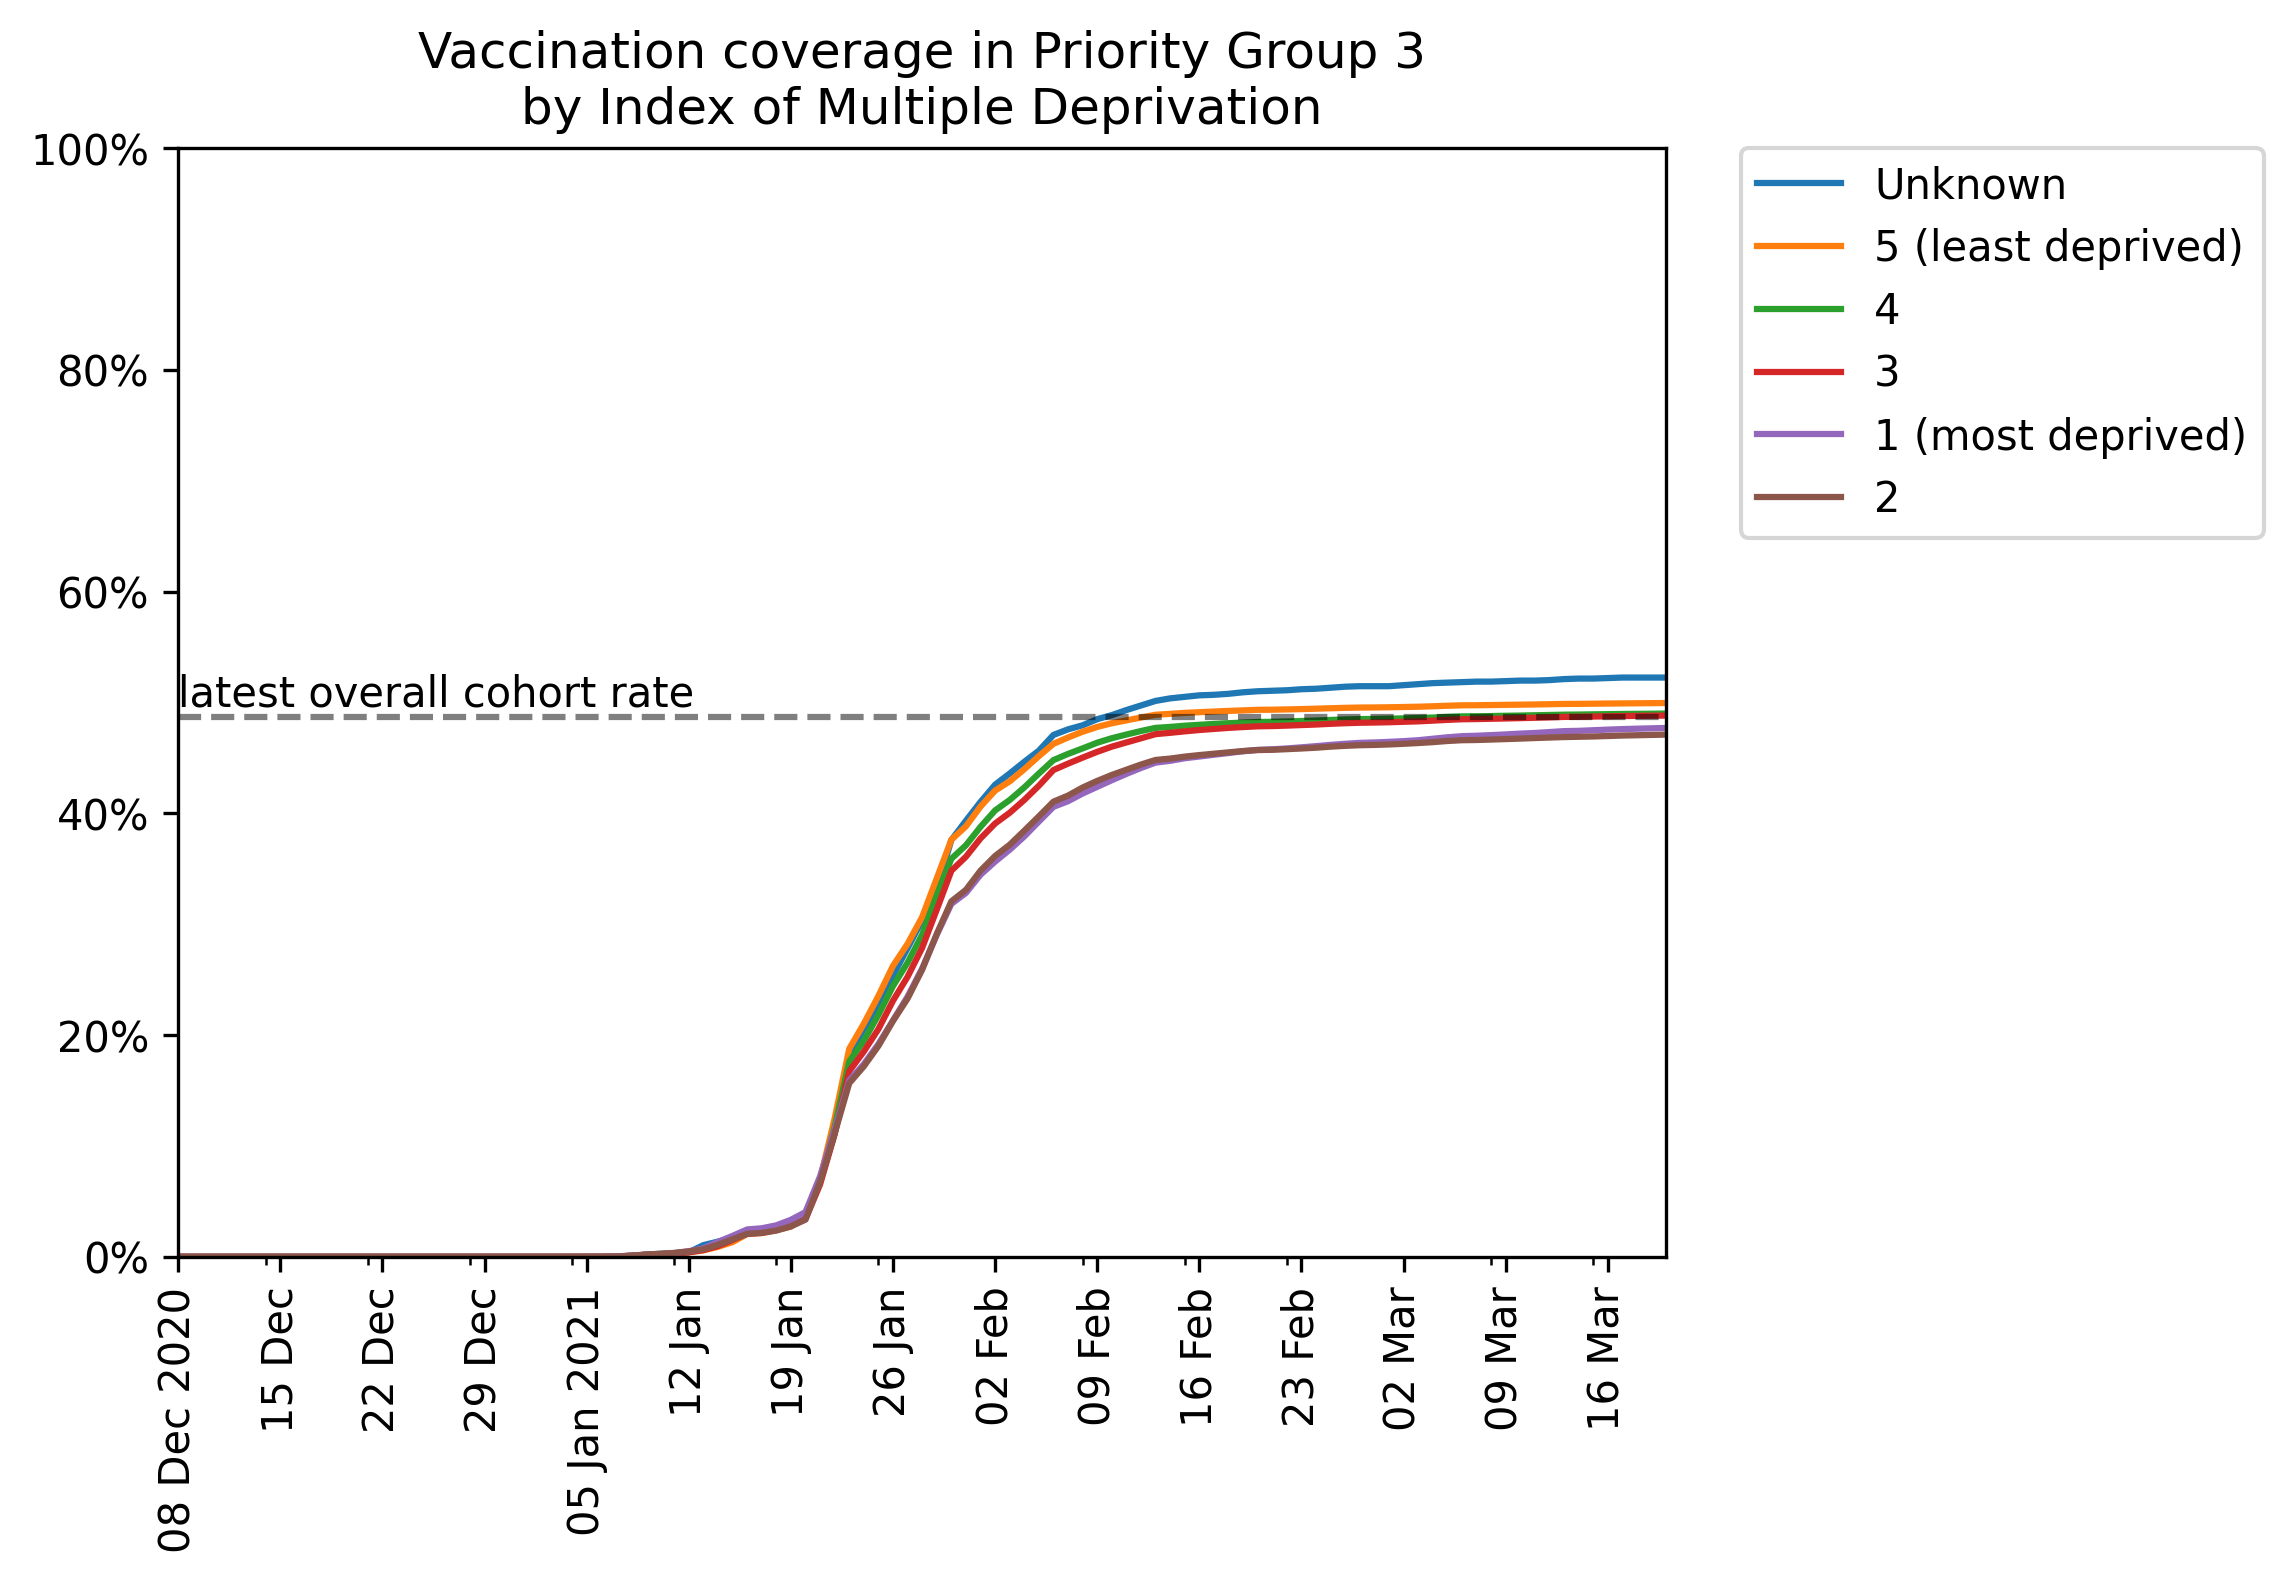 Vaccination coverage in Priority Group 3
by Index of Multiple Deprivation
100%
80%
60%
40%
20%
0%
latest overall cohort rate
08 Dec 2020
15 Dec
22 Dec
29 Dec
05 Jan 2021
12 Jan
19 Jan
26 Jan
02 Feb
09 Feb
16 Feb
23 Feb
02 Mar
09 Mar
16 Mar
Unknown
5 (least deprived)
4
3
1 (most deprived)
2